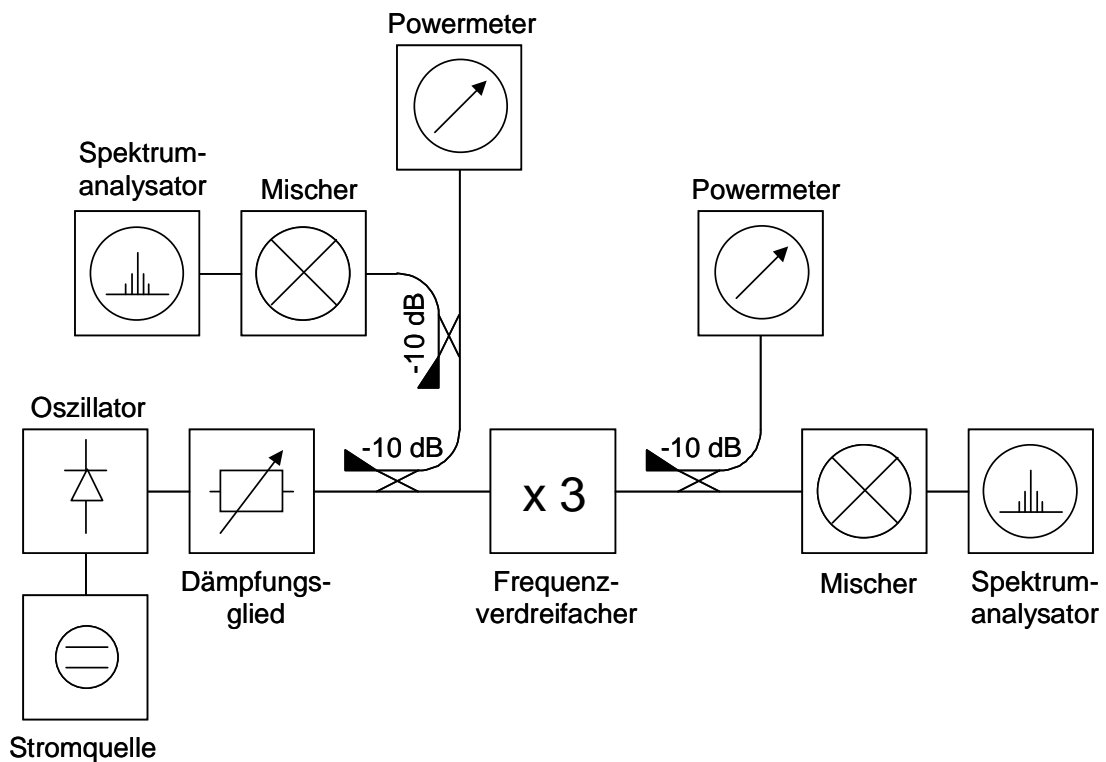 Powermeter
Spektrum-
analysator
Mischer
Powermeter
-10 dB
Oszillator
-10 dB
-10 dB
x 3
Dämpfungs-
glied
Frequenz-
verdreifacher
Mischer
Spektrum-
analysator
Stromquelle